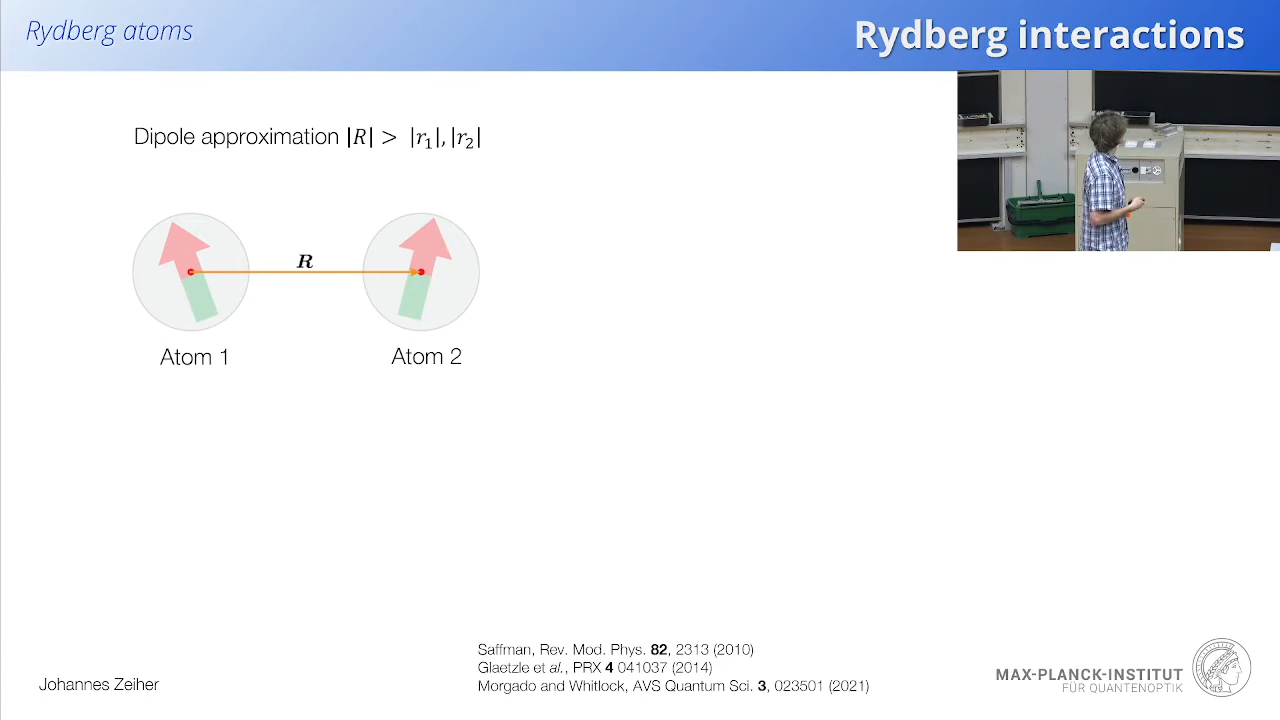 Rydberg atoms
Rydberg interactions
Dipole approximation |R| > |r₁|, |r₂|
R
Atom 1
Atom 2
Saffman, Rev. Mod. Phys. 82, 2313 (2010)
Glaetzle et al., PRX 4 041037 (2014)
Morgado and Whitlock, AVS Quantum Sci. 3, 023501 (2021)
Johannes Zeiher
MAX-PLANCK-INSTITUT
FÜR QUANTENOPTIK